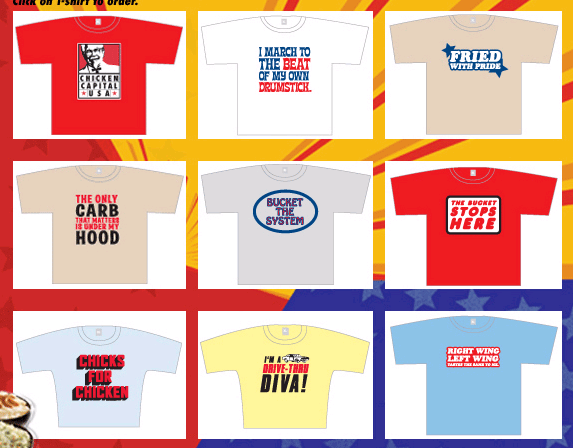 Click on T-shirt to order.
CHICKEN
CAPITAL
USA
I MARCH TO
THE BEAT
OF MY OWN
DRUMSTICK.
FRIED
WITH PRIDE
THE ONLY
CARB
THAT MATTERS
IS UNDER MY
HOOD
BUCKET
THE
SYSTEM
THE BUCKET
STOPS
HERE
CHICKS
FOR
CHICKEN
I'M A
DRIVE-THRU
DIVA!
RIGHT WING
LEFT WING
TASTES THE SAME TO ME.